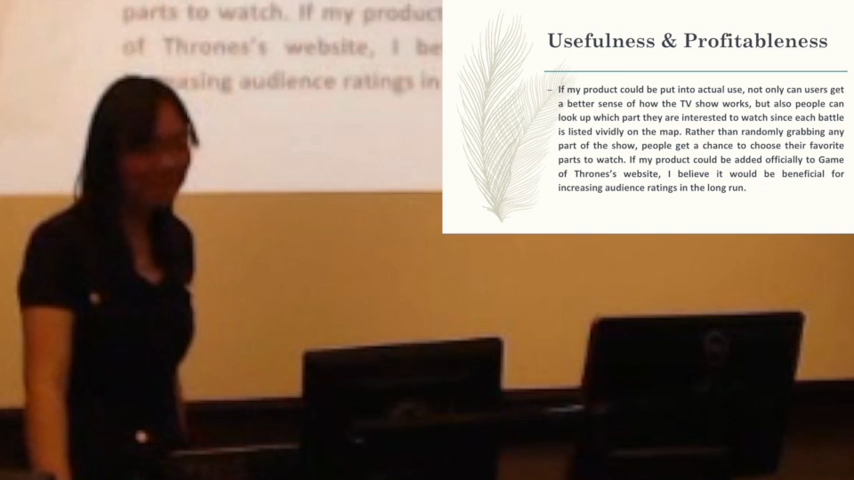 parts to watch. If my product
of Thrones's website, I be
easing audience ratings in
Usefulness & Profitableness
– If my product could be put into actual use, not only can users get
a better sense of how the TV show works, but also people can
look up which part they are interested to watch since each battle
is listed vividly on the map. Rather than randomly grabbing any
part of the show, people get a chance to choose their favorite
parts to watch. If my product could be added officially to Game
of Thrones's website, I believe it would be beneficial for
increasing audience ratings in the long run.